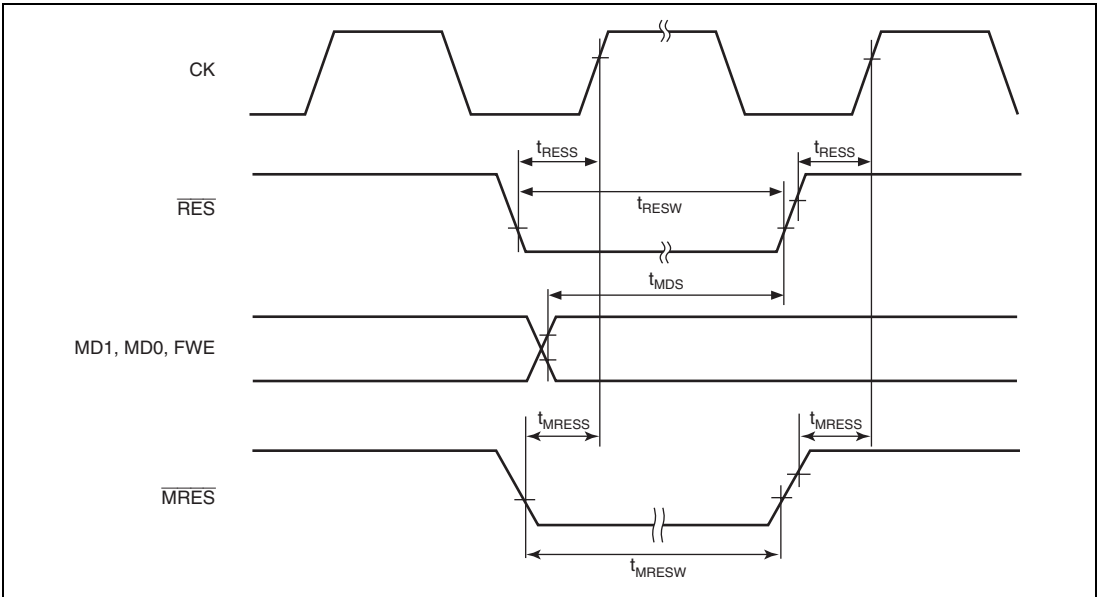 CK
tRESS
tRESS
RES
tRESW
tMDS
MD1, MD0, FWE
tMRESS
tMRESS
MRES
tMRESW